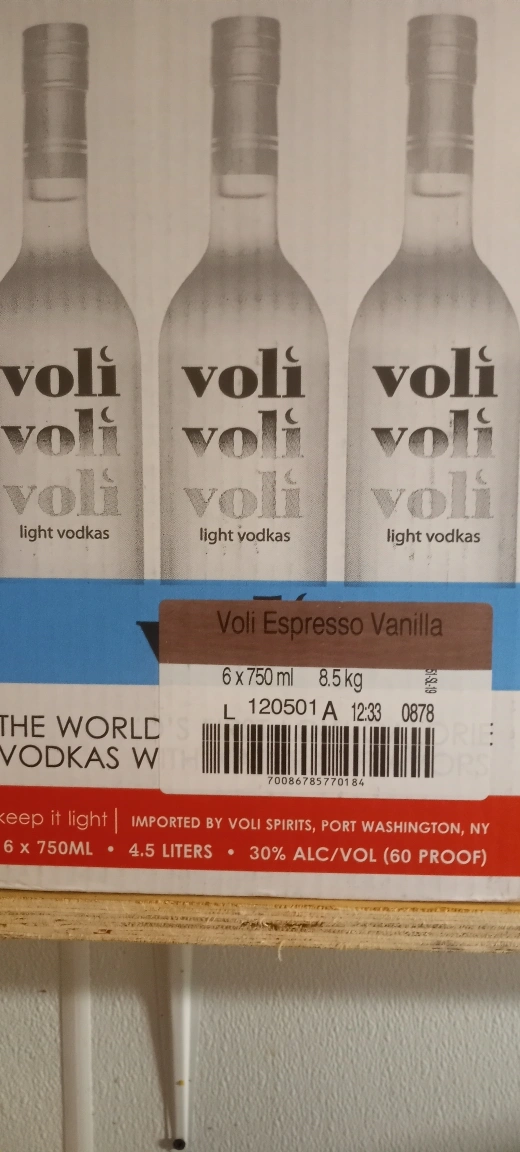 voli voli voli
voli voli voli
voli voli voli
light vodkas light vodkas light vodkas
Voli Espresso Vanilla
6 x 750 ml 8.5 kg
L 120501 A 12:33 0878
70086785770184
THE WORLD'S
VODKAS WITH
keep it light | IMPORTED BY VOLI SPIRITS, PORT WASHINGTON, NY
6 x 750ML • 4.5 LITERS • 30% ALC/VOL (60 PROOF)